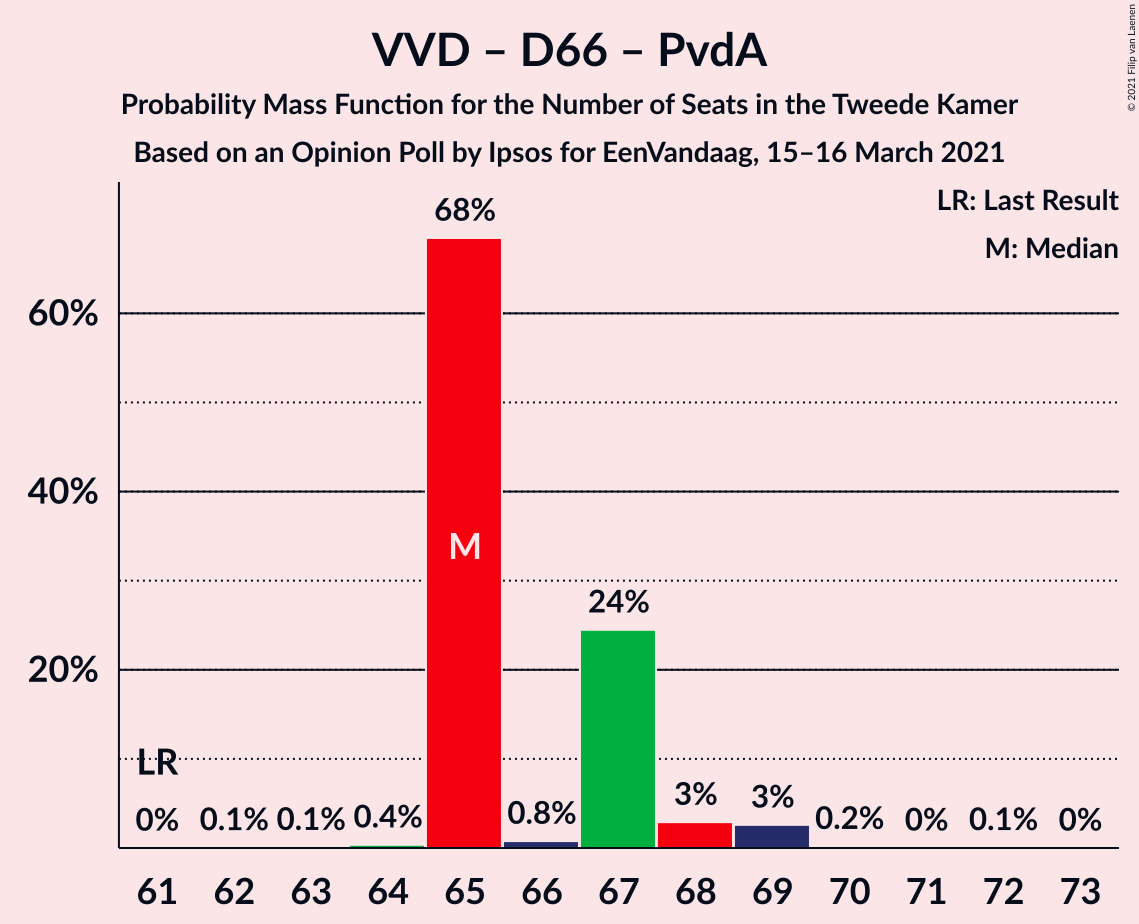 VVD – D66 – PvdA
Probability Mass Function for the Number of Seats in the Tweede Kamer
Based on an Opinion Poll by Ipsos for EenVandaag, 15–16 March 2021
© 2021 Filip van Laenen
LR: Last Result
M: Median
68%
60%
M
40%
24%
20%
LR
0% 0.1% 0.1% 0.4% 0.8% 3% 3% 0.2% 0% 0.1% 0%
61 62 63 64 65 66 67 68 69 70 71 72 73